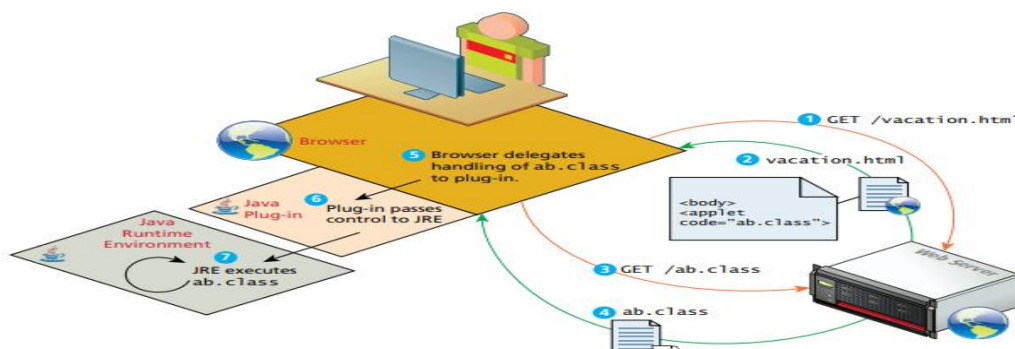 1 GET /vacation.html
Browser
2 vacation.html
5 Browser delegates
handling of ab.class
to plug-in.
<body>
<applet
code="ab.class">
Java
Plug-in
6
Plug-in passes
control to JRE
Java
Runtime
Environment
7
JRE executes
ab.class
Web Server
3 GET /ab.class
4 ab.class